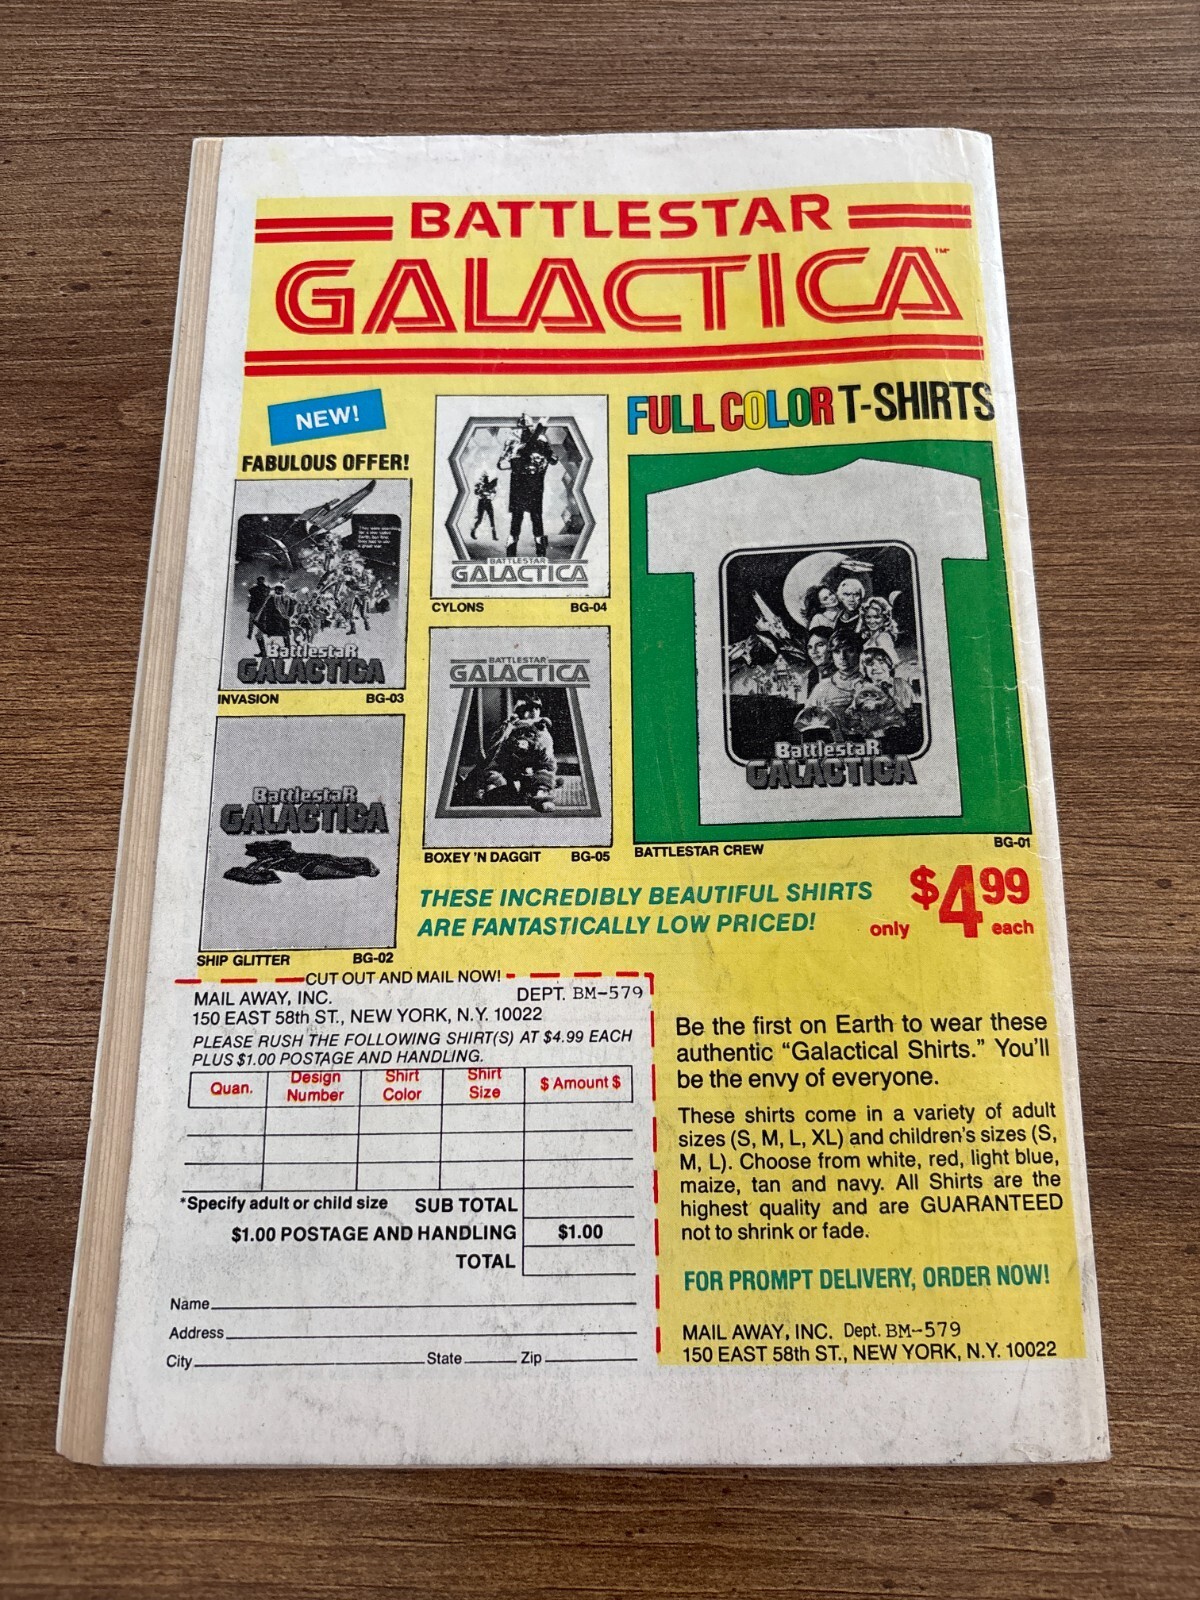 BATTLESTAR
GALACTICA™
NEW!
FABULOUS OFFER!
FULL COLOR T-SHIRTS
BattlestaR
GALACTICA
INVASION BG-03
BATTLESTAR
GALACTICA
CYLONS BG-04
BattlestaR
GALACTICA
SHIP GLITTER BG-02
BATTLESTAR
GALACTICA
BOXEY 'N DAGGIT BG-05
BattlestaR
GALACTICA
BATTLESTAR CREW BG-01
THESE INCREDIBLY BEAUTIFUL SHIRTS
ARE FANTASTICALLY LOW PRICED!
only $4.99 each
CUT OUT AND MAIL NOW!
MAIL AWAY, INC. DEPT. BM-579
150 EAST 58th ST., NEW YORK, N.Y. 10022
PLEASE RUSH THE FOLLOWING SHIRT(S) AT $4.99 EACH
PLUS $1.00 POSTAGE AND HANDLING.
Quan. Design Number Shirt Color Shirt Size $ Amount $
*Specify adult or child size SUB TOTAL
$1.00 POSTAGE AND HANDLING $1.00
TOTAL
Name
Address
City State Zip
Be the first on Earth to wear these
authentic "Galactical Shirts." You'll
be the envy of everyone.
These shirts come in a variety of adult
sizes (S, M, L, XL) and children's sizes (S,
M, L). Choose from white, red, light blue,
maize, tan and navy. All Shirts are the
highest quality and are GUARANTEED
not to shrink or fade.
FOR PROMPT DELIVERY, ORDER NOW!
MAIL AWAY, INC. Dept. BM-579
150 EAST 58th ST., NEW YORK, N.Y. 10022